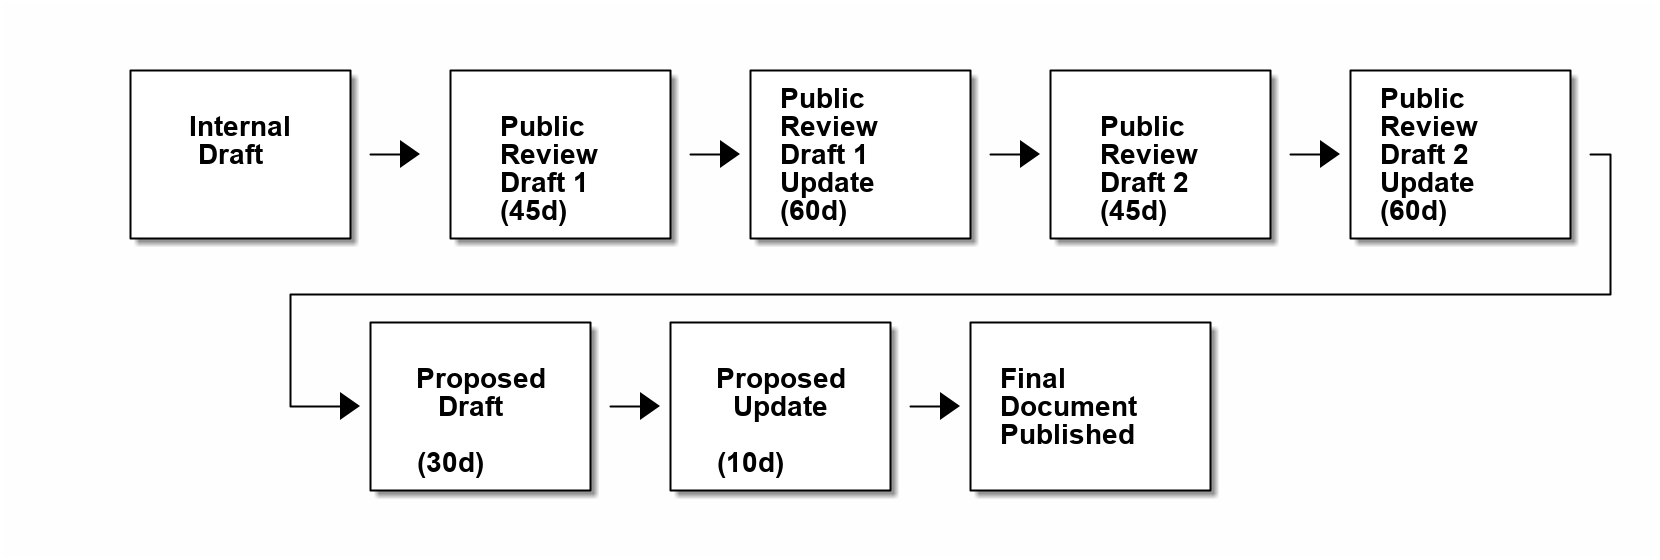 Internal
Draft
Public
Review
Draft 1
(45d)
Public
Review
Draft 1
Update
(60d)
Public
Review
Draft 2
(45d)
Public
Review
Draft 2
Update
(60d)
Proposed
Draft
(30d)
Proposed
Update
(10d)
Final
Document
Published